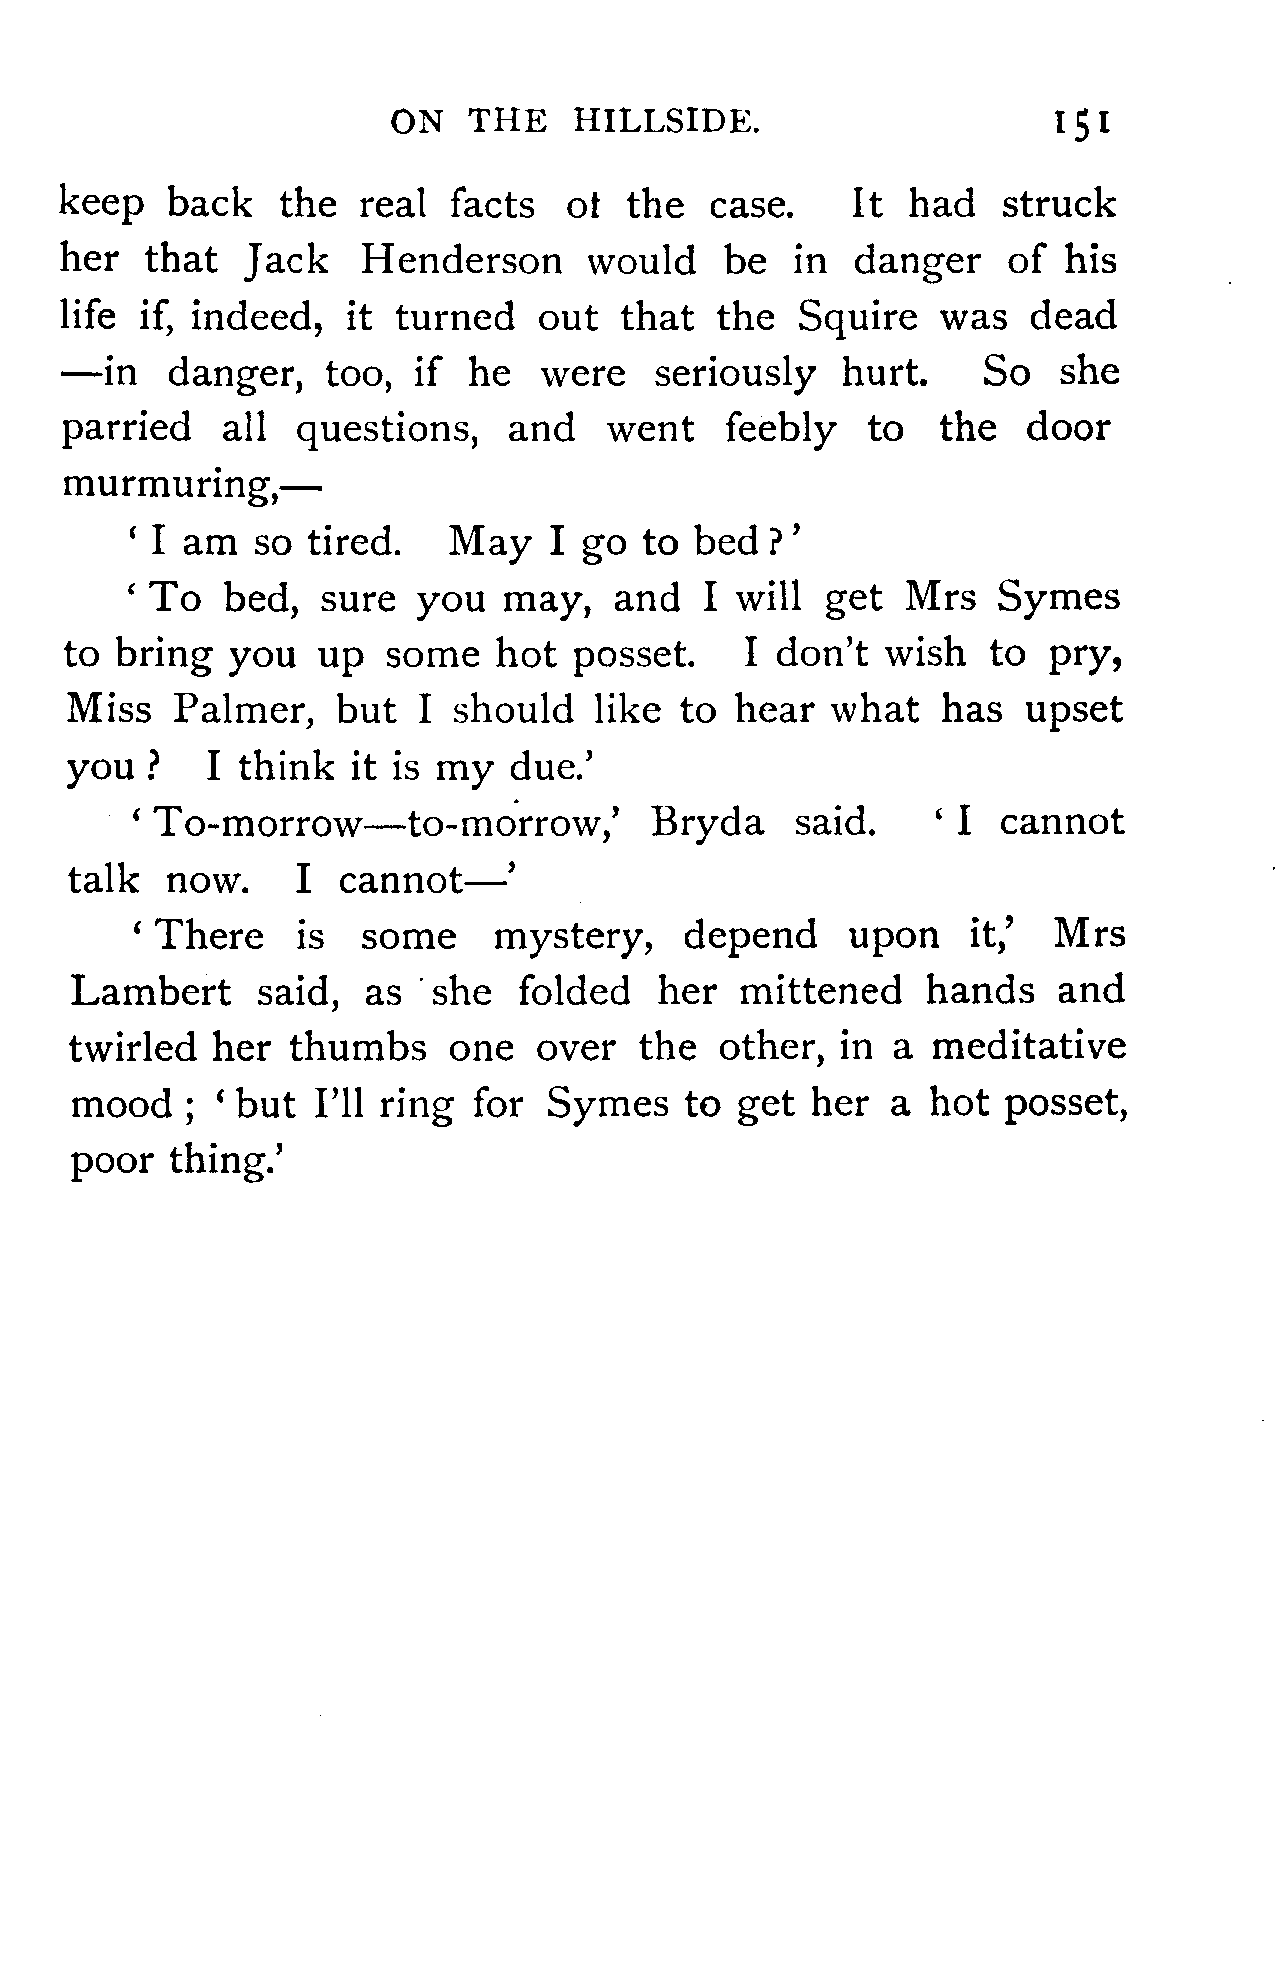 ON THE HILLSIDE. 151
keep back the real facts of the case. It had struck
her that Jack Henderson would be in danger of his
life if, indeed, it turned out that the Squire was dead
—in danger, too, if he were seriously hurt. So she
parried all questions, and went feebly to the door
murmuring,—
‘ I am so tired. May I go to bed ? ’
‘ To bed, sure you may, and I will get Mrs Symes
to bring you up some hot posset. I don’t wish to pry,
Miss Palmer, but I should like to hear what has upset
you ? I think it is my due.’
‘ To-morrow—to-morrow,’ Bryda said. ‘ I cannot
talk now. I cannot—’
‘ There is some mystery, depend upon it,’ Mrs
Lambert said, as she folded her mittened hands and
twirled her thumbs one over the other, in a meditative
mood ; ‘ but I’ll ring for Symes to get her a hot posset,
poor thing.’